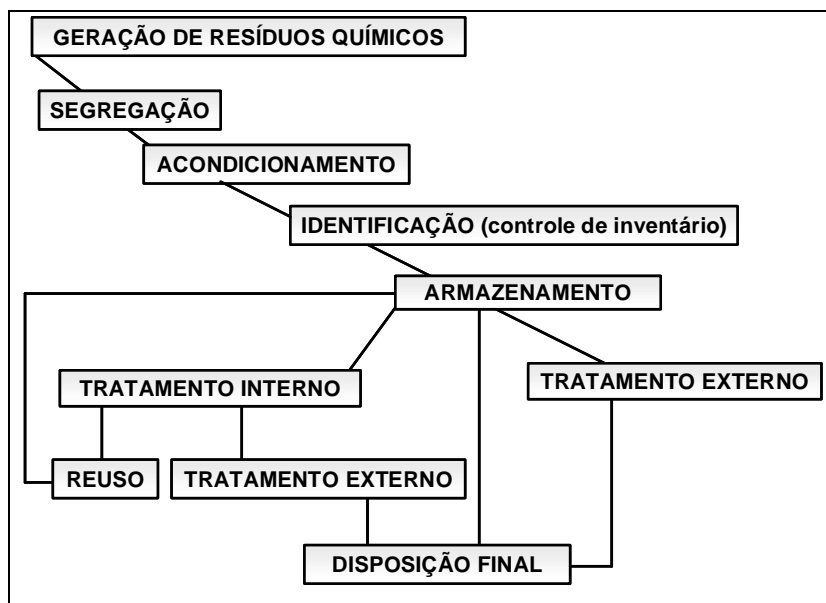 GERAÇÃO DE RESÍDUOS QUÍMICOS
SEGREGAÇÃO
ACONDICIONAMENTO
IDENTIFICAÇÃO (controle de inventário)
ARMAZENAMENTO
TRATAMENTO INTERNO
TRATAMENTO EXTERNO
REUSO
TRATAMENTO EXTERNO
DISPOSIÇÃO FINAL